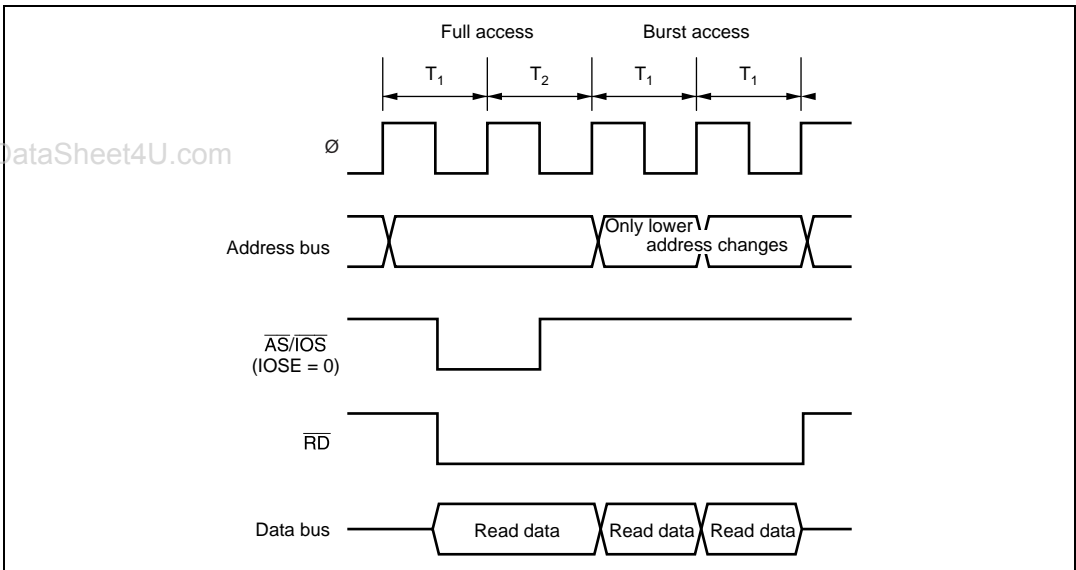 Full access Burst access
T1 T2 T1 T1
DataSheet4U.com
Ø
Only lower
address changes
Address bus
AS/IOS
(IOSE = 0)
RD
Data bus Read data Read data Read data